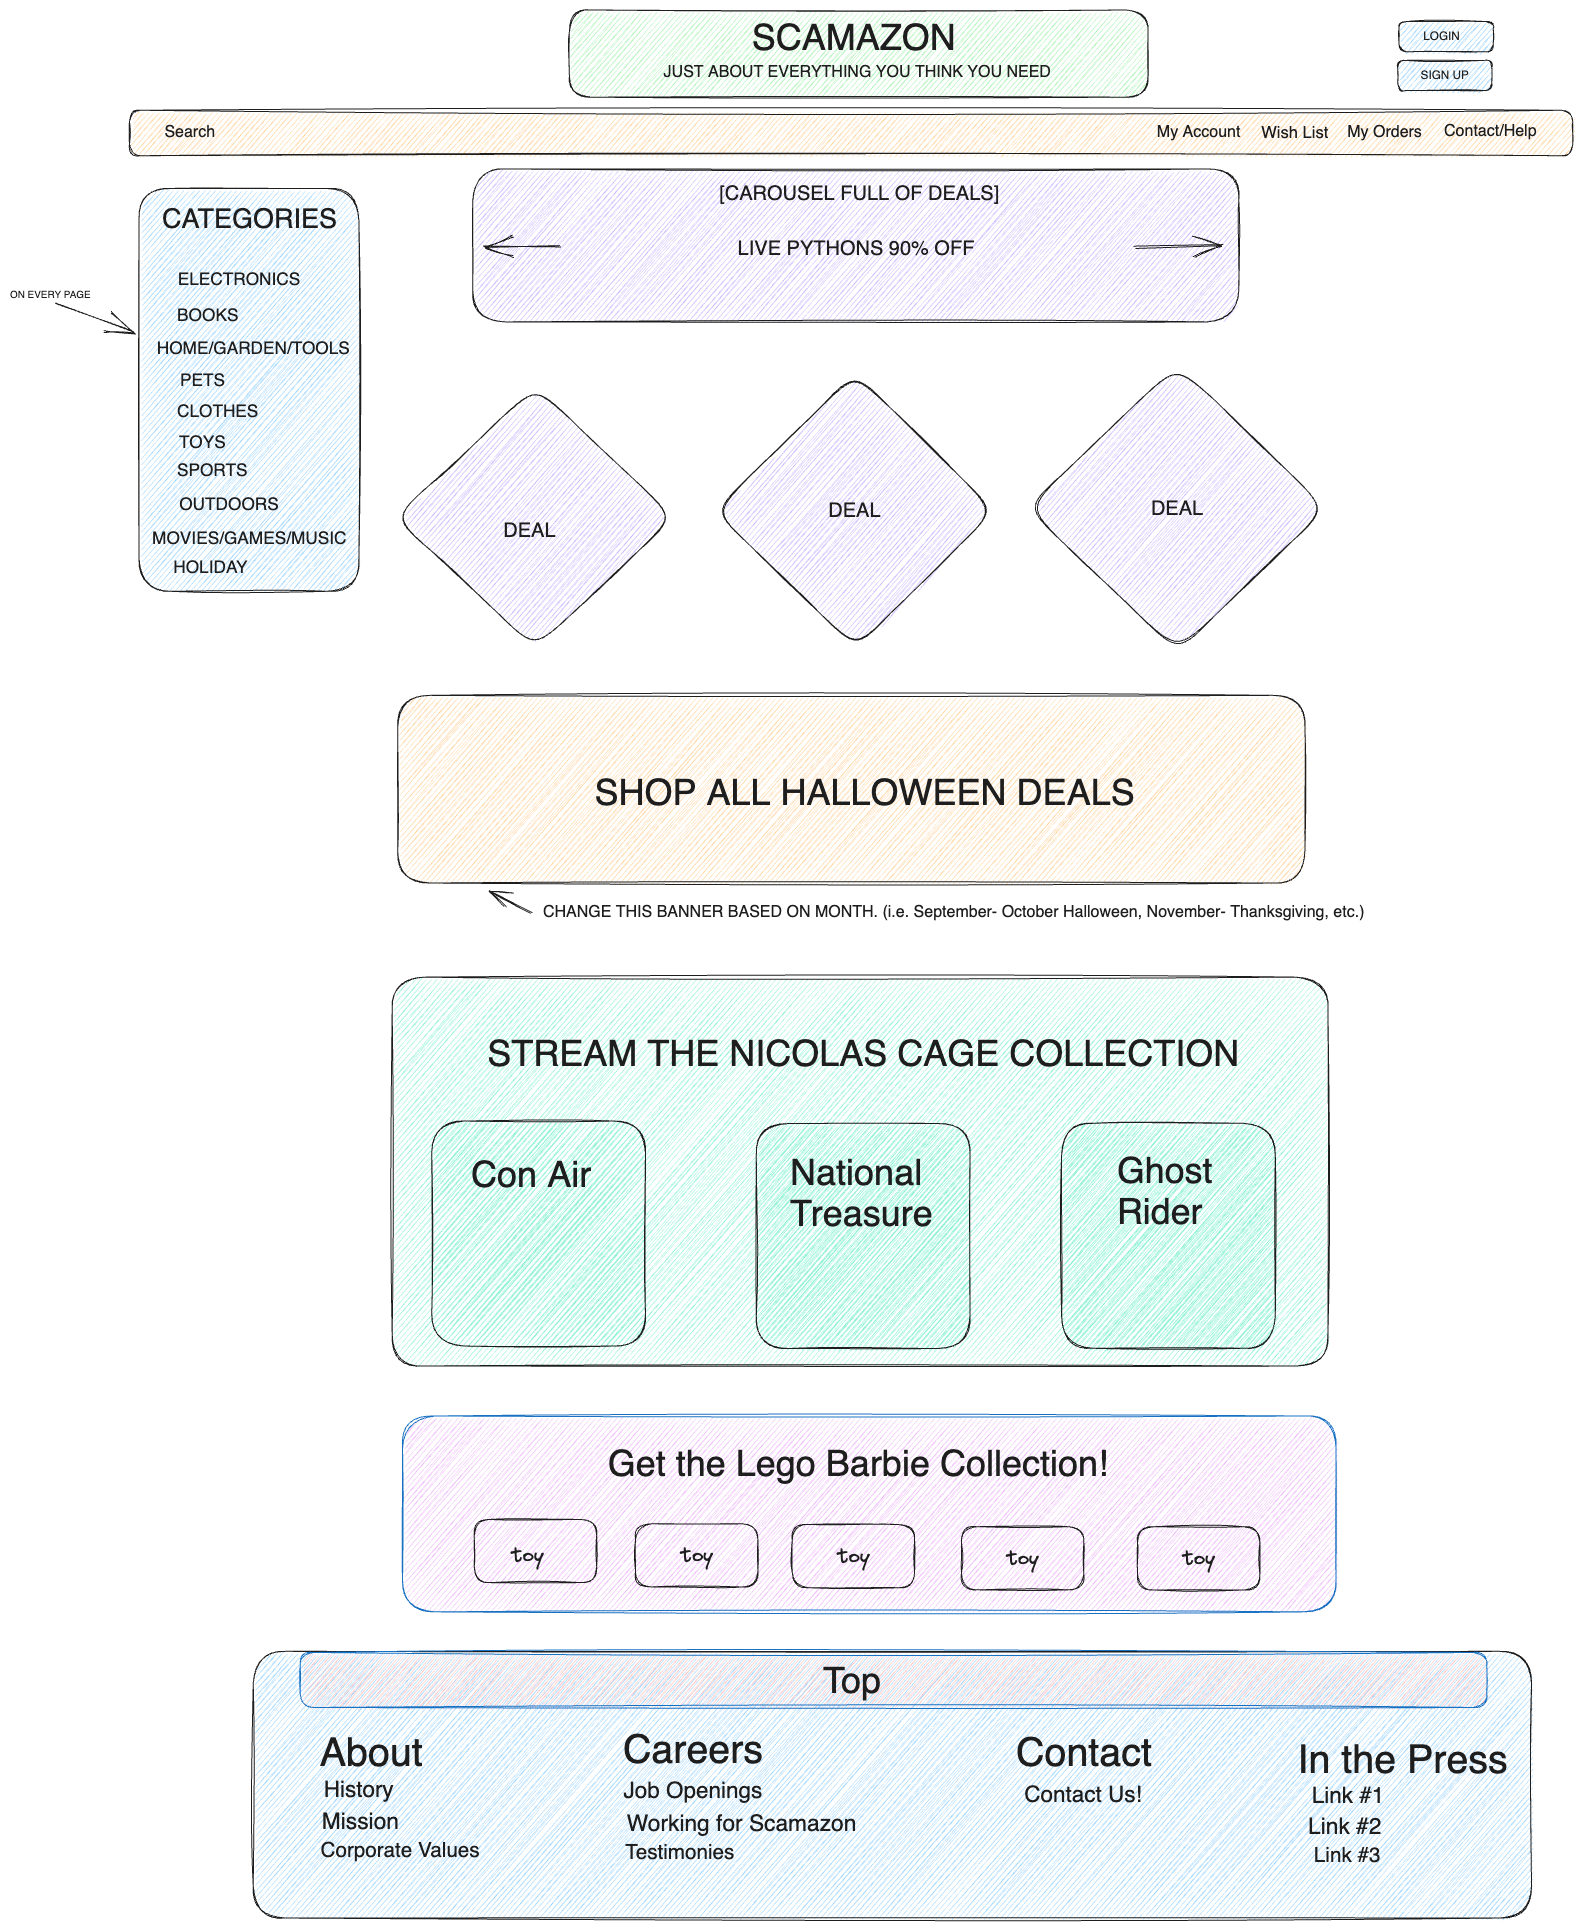 SCAMAZON
JUST ABOUT EVERYTHING YOU THINK YOU NEED
LOGIN
SIGN UP
Search
My Account
Wish List
My Orders
Contact/Help
[CAROUSEL FULL OF DEALS]
LIVE PYTHONS 90% OFF
ON EVERY PAGE
CATEGORIES
ELECTRONICS
BOOKS
HOME/GARDEN/TOOLS
PETS
CLOTHES
TOYS
SPORTS
OUTDOORS
MOVIES/GAMES/MUSIC
HOLIDAY
DEAL
DEAL
DEAL
SHOP ALL HALLOWEEN DEALS
CHANGE THIS BANNER BASED ON MONTH. (i.e. September- October Halloween, November- Thanksgiving, etc.)
STREAM THE NICOLAS CAGE COLLECTION
Con Air
National
Treasure
Ghost
Rider
Get the Lego Barbie Collection!
toy
toy
toy
toy
toy
Top
About
History
Mission
Corporate Values
Careers
Job Openings
Working for Scamazon
Testimonies
Contact
Contact Us!
In the Press
Link #1
Link #2
Link #3